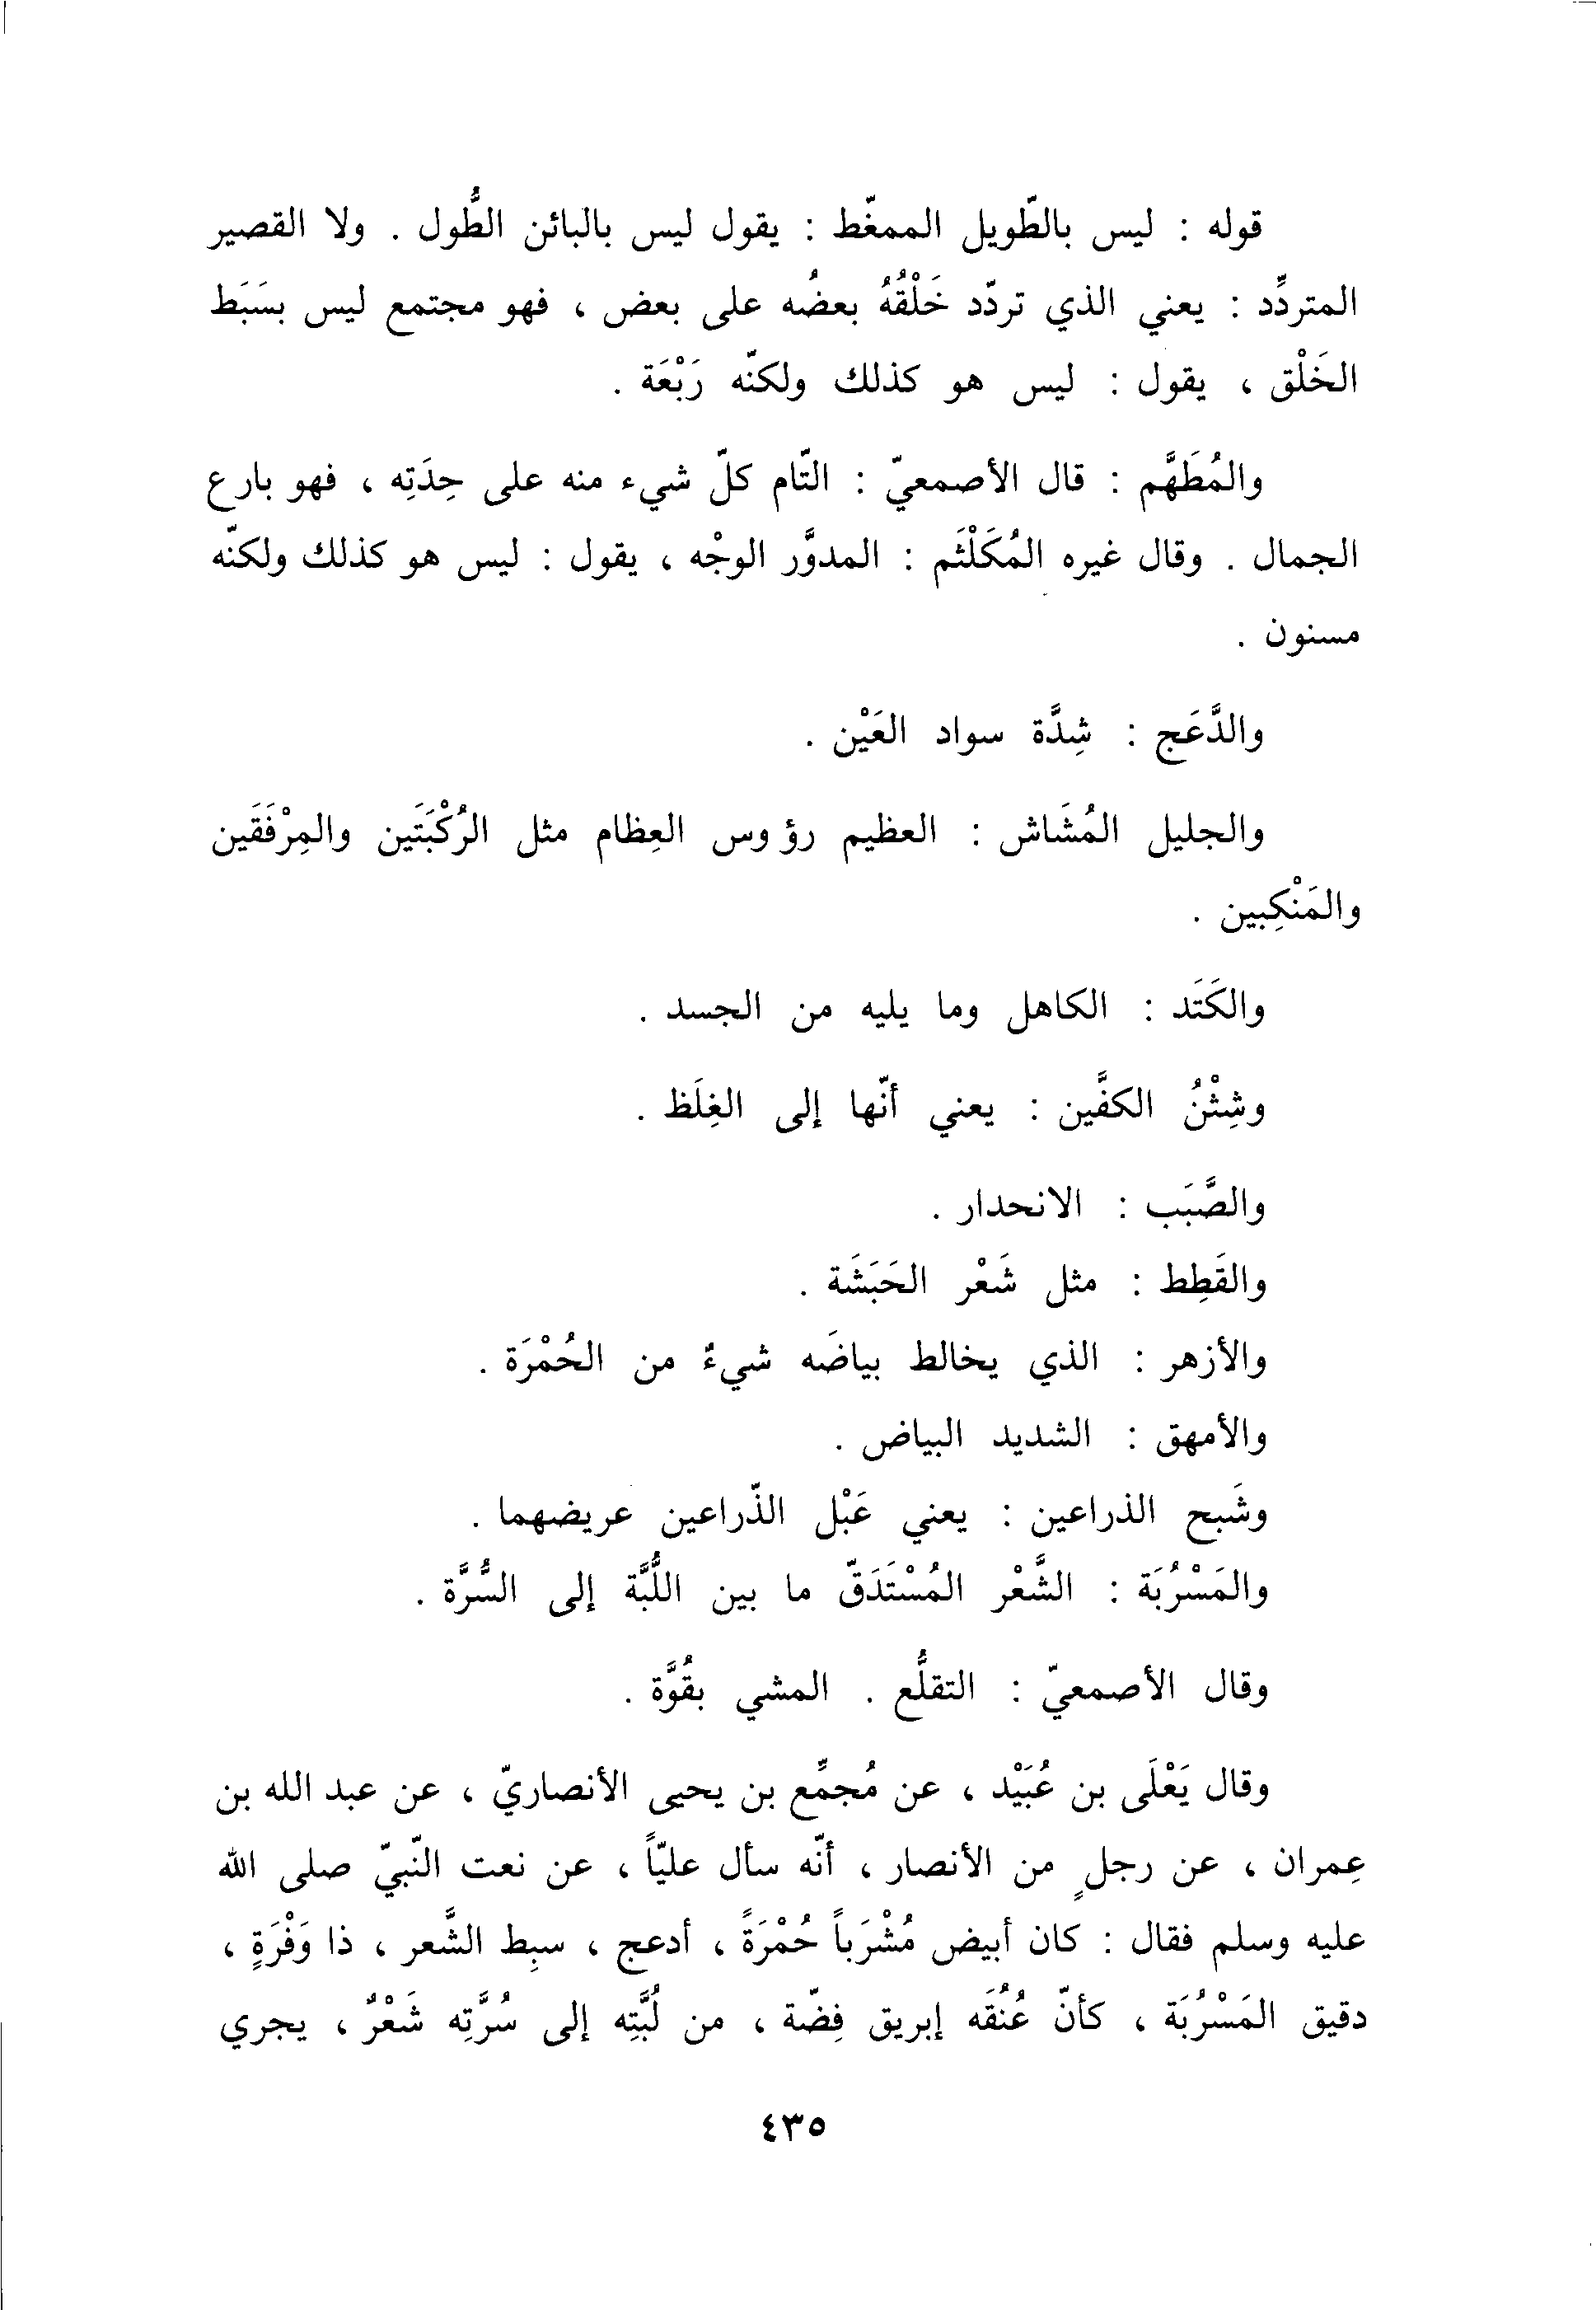 قوله : ليس بالطّويل الممغّط : يقول ليس بالبائن الطُّول . ولا القصير
المتردِّد : يعني الذي تردّد خَلْقُهُ بعضُه على بعض ، فهو مجتمع ليس بسَبَط
الخَلْق ، يقول : ليس هو كذلك ولكنّه رَبْعَة .
والمُطَهَّم : قال الأصمعيّ : التّام كلّ شيء منه على حِدَتِه ، فهو بارع
الجمال . وقال غيره المُكَلْثَم : المدوَّر الوجْه ، يقول : ليس هو كذلك ولكنّه
مسنون .
والدَّعَج : شِدَّة سواد العَيْن .
والجليل المُشَاش : العظيم رؤوس العِظام مثل الرُكْبَتَين والمِرْفَقَين
والمَنْكِبين .
والكَتَد : الكاهل وما يليه من الجسد .
وشِثْنُ الكفَّين : يعني أنّها إلى الغِلَظ .
والصَّبَب : الانحدار .
والقَطِط : مثل شَعْر الحَبَشَة .
والأزهر : الذي يخالط بياضَه شيءٌ من الحُمْرَة .
والأمهق : الشديد البياض .
وشَبح الذراعين : يعني عَبْل الذّراعين عريضهما .
والمَسْرُبَة : الشَّعْر المُسْتَدَقّ ما بين اللُّبَّة إلى السُّرَّة .
وقال الأصمعيّ : التقلُّع . المشي بقُوَّة .
وقال يَعْلَى بن عُبَيْد ، عن مُجمِّع بن يحيى الأنصاريّ ، عن عبد الله بن
عِمران ، عن رجلٍ من الأنصار ، أنّه سأل عليّاً ، عن نعت النّبيّ صلى الله
عليه وسلم فقال : كان أبيض مُشْرَباً حُمْرَةً ، أدعج ، سبِط الشَّعر ، ذا وَفْرَةٍ ،
دقيق المَسْرُبَة ، كأنّ عُنُقَه إبريق فِضّة ، من لُبَّتِه إلى سُرَّتِه شَعْرٌ ، يجري
٤٣٥